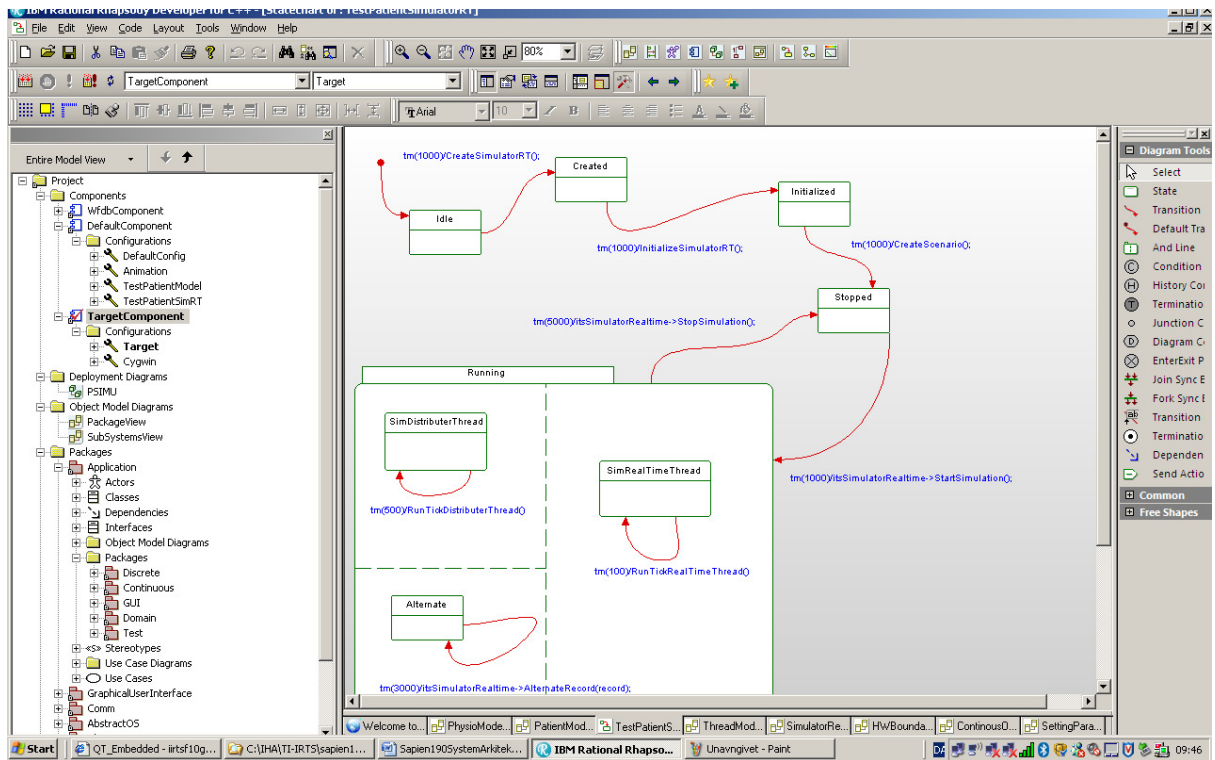 IBM Rational Rhapsody Developer for C++ - [Statechart of : TestPatientSimulatorRT]
File Edit View Code Layout Tools Window Help
80%
TargetComponent Target
Arial 10
Entire Model View
Project
Components
WfdbComponent
DefaultComponent
Configurations
DefaultConfig
Animation
TestPatientModel
TestPatientSimRT
TargetComponent
Configurations
Target
Cygwin
Deployment Diagrams
PSIMU
Object Model Diagrams
PackageView
SubSystemsView
Packages
Application
Actors
Classes
Dependencies
Interfaces
Object Model Diagrams
Packages
Discrete
Continuous
GUI
Domain
Test
«S» Stereotypes
Use Case Diagrams
Use Cases
GraphicalUserInterface
Comm
AbstractOS
tm(1000)/CreateSimulatorRT();
Created
Idle
Initialized
tm(1000)/InitializeSimulatorRT();
tm(1000)/CreateScenario();
Stopped
tm(5000)/itsSimulatorRealtime->StopSimulation();
Running
SimDistributerThread
SimRealTimeThread
tm(1000)/itsSimulatorRealtime->StartSimulation();
tm(500)/RunTickDistributerThread()
tm(100)/RunTickRealTimeThread()
Alternate
tm(3000)/itsSimulatorRealtime->AlternateRecord(record);
Diagram Tools
Select
State
Transition
Default Tra
And Line
Condition
History Co
Terminatio
Junction C
Diagram C
EnterExit P
Join Sync E
Fork Sync E
Transition
Terminatio
Dependen
Send Actio
Common
Free Shapes
Welcome to... PhysioMode... PatientMod... TestPatientS... ThreadMod... SimulatorRe... HWBounda... ContinousO... SettingPara...
Start QT_Embedded - iirtsf10g... C:\IHA\TI-IRTS\sapien1... Sapien190SystemArkitek... IBM Rational Rhapso... Unavngivet - Paint DA 09:46